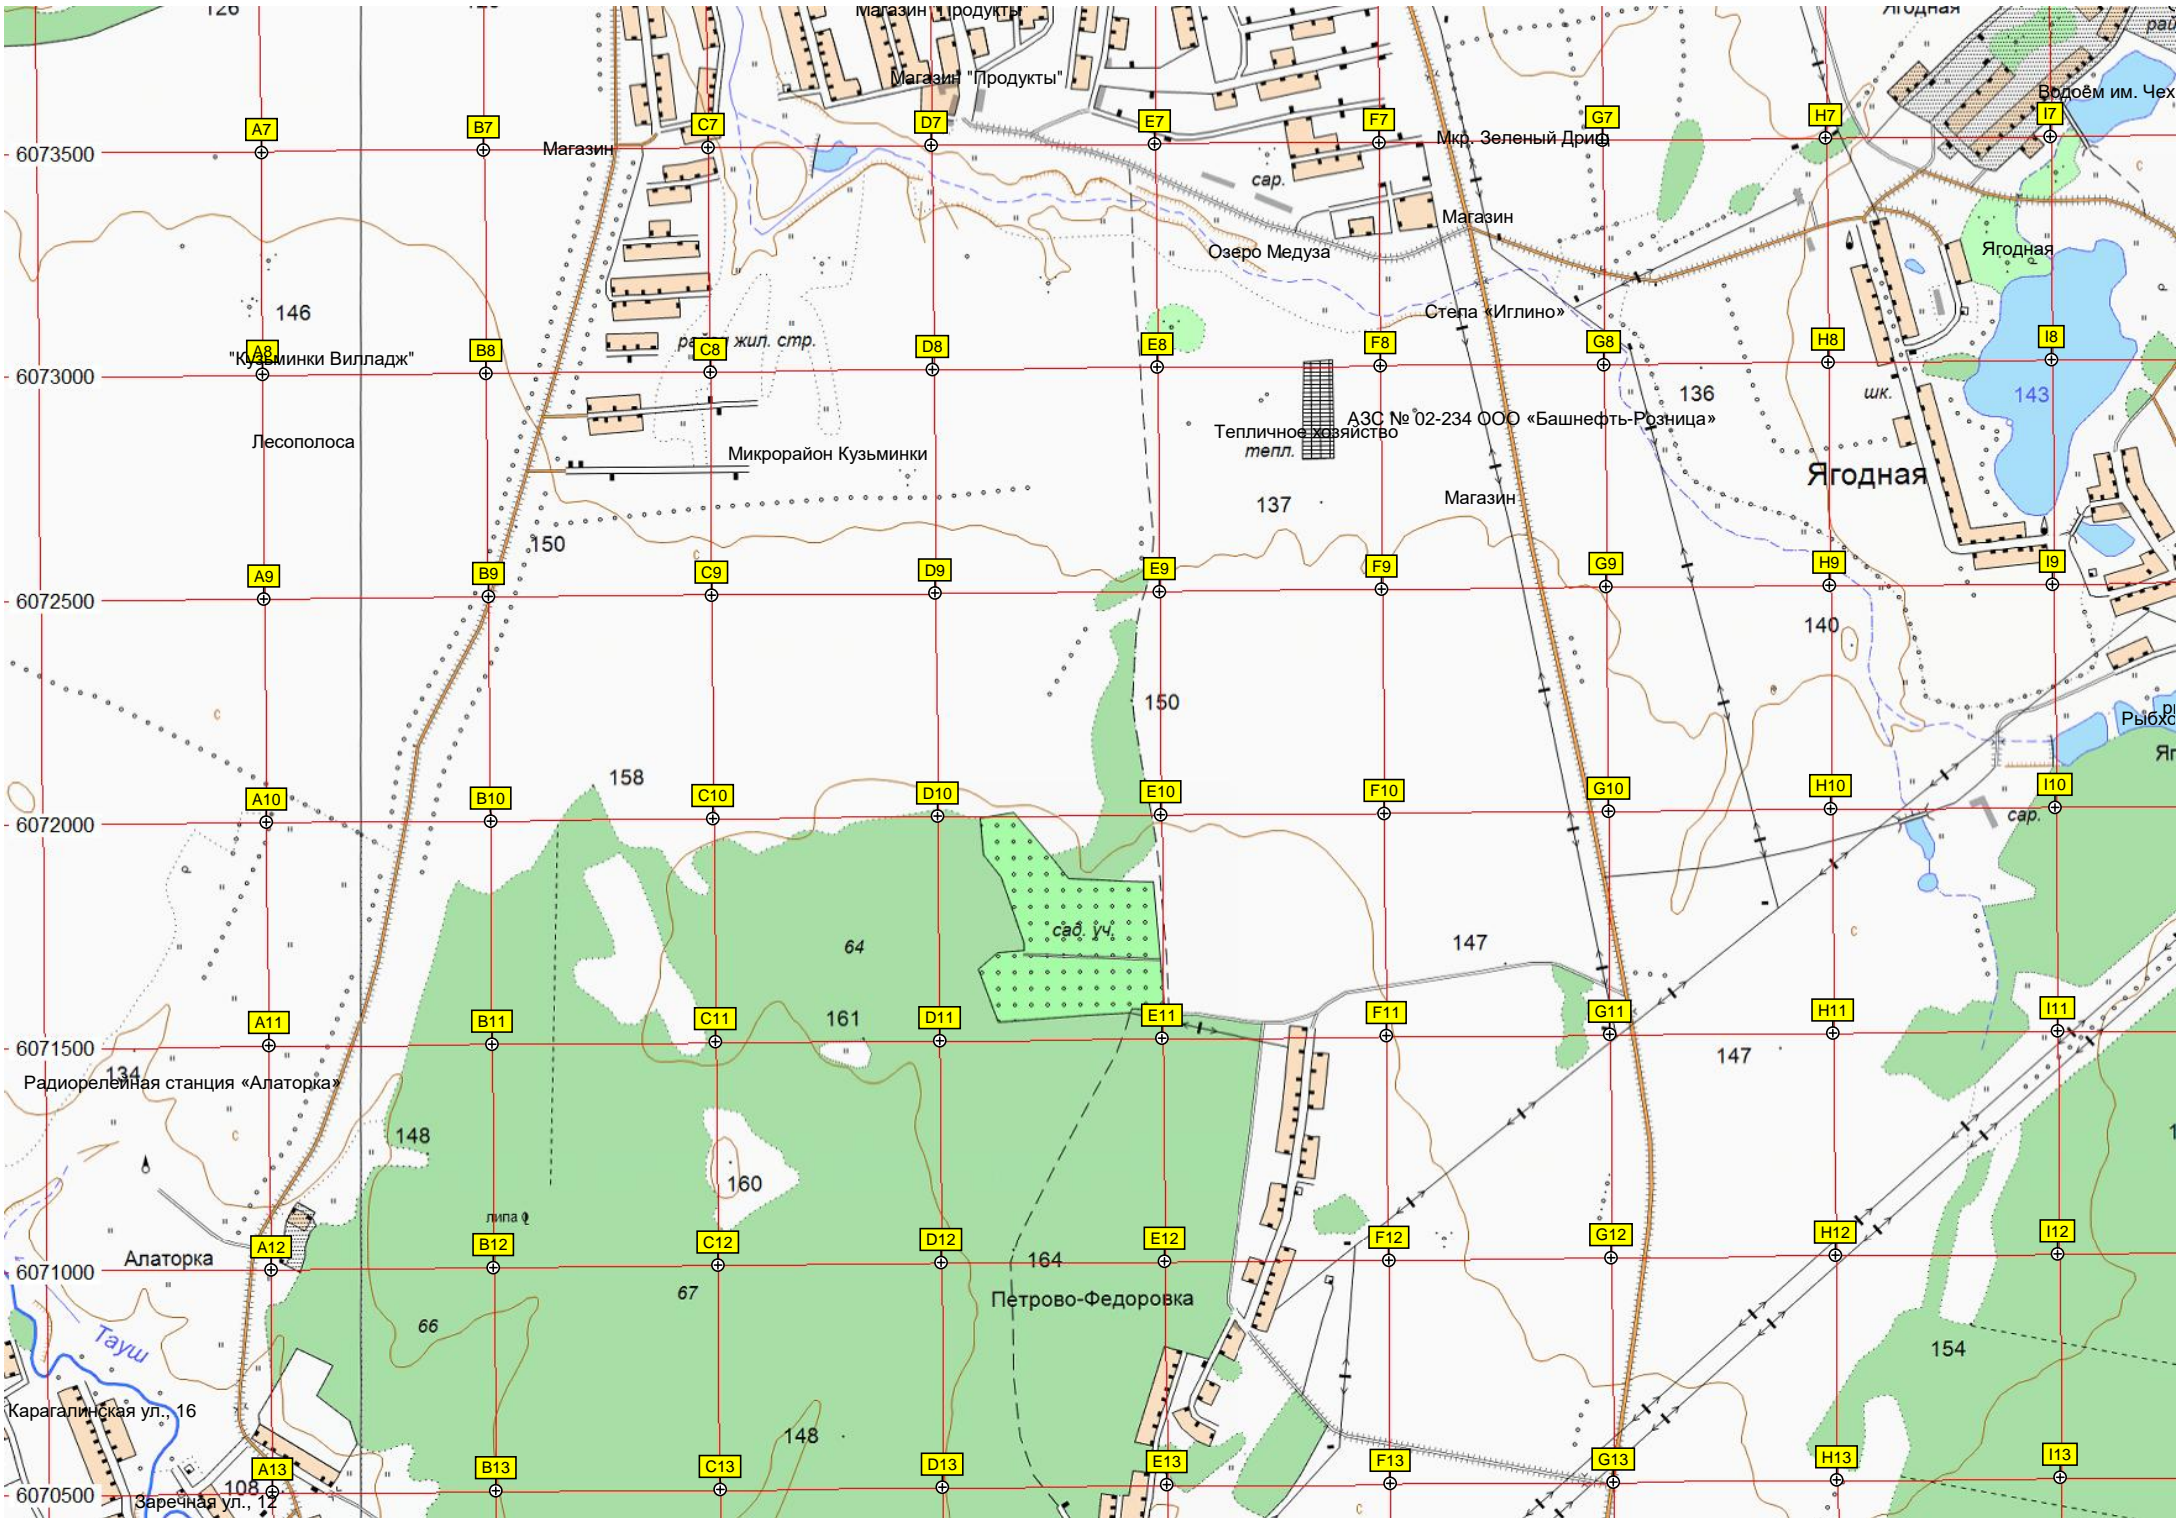 126
Магазин "Продукты"
Ягодная
Магазин "Продукты"
Водоём им. Чех
A7
B7
C7
D7
E7
F7
G7
H7
I7
6073500
Магазин
Мкр. Зеленый Дрищ
сар.
Магазин
Озеро Медуза
Ягодная
146
Стела «Иглино»
жил. стр.
A8
B8
C8
D8
E8
F8
G8
H8
I8
"Кузьминки Вилладж"
6073000
136
шк.
143
АЗС № 02-234 ООО «Башнефть-Розница»
Лесополоса
Тепличное хозяйство
тепл.
Микрорайон Кузьминки
Ягодная
137
Магазин
150
с
A9
B9
C9
D9
E9
F9
G9
H9
I9
6072500
140
150
с
Рыбхо
158
A10
B10
C10
D10
E10
F10
G10
H10
I10
6072000
сар.
сад. уч.
64
147
с
161
A11
B11
C11
D11
E11
F11
G11
H11
I11
6071500
147
134
Радиорелейная станция «Алаторка»
148
с
160
липа
A12
B12
C12
D12
E12
F12
G12
H12
I12
Алаторка
164
6071000
67
Петрово-Федоровка
66
Тауш
154
Карагалинская ул., 16
148
A13
B13
C13
D13
E13
F13
G13
H13
I13
108
6070500
Заречная ул., 12
с